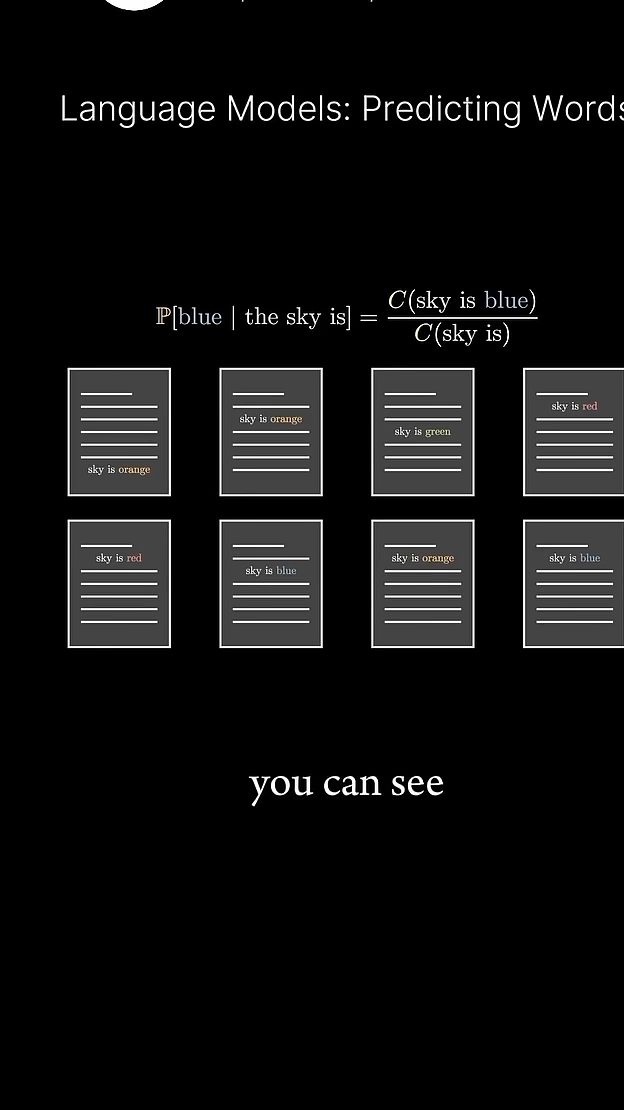 Language Models: Predicting Words
ℙ[blue | the sky is] = C(sky is blue) / C(sky is)
sky is orange
sky is orange
sky is green
sky is red
sky is red
sky is blue
sky is orange
sky is blue
you can see